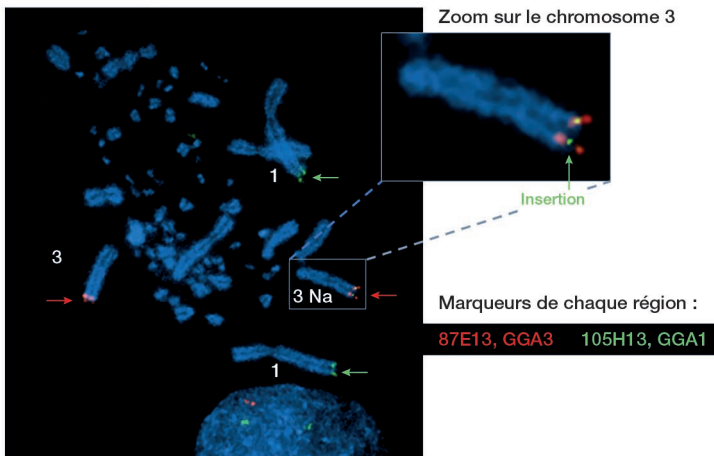 Zoom sur le chromosome 3
1
Insertion
3
3 Na
Marqueurs de chaque région :
87E13, GGA3 105H13, GGA1
1